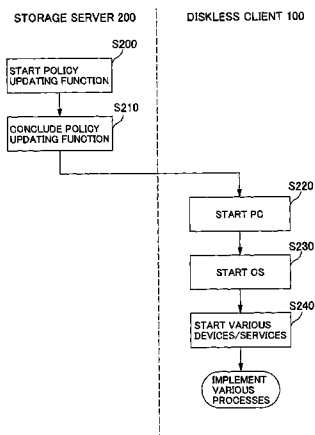 STORAGE SERVER 200
DISKLESS CLIENT 100
S200
START POLICY
UPDATING FUNCTION
S210
CONCLUDE POLICY
UPDATING FUNCTION
S220
START PC
S230
START OS
S240
START VARIOUS
DEVICES/SERVICES
IMPLEMENT
VARIOUS
PROCESSES